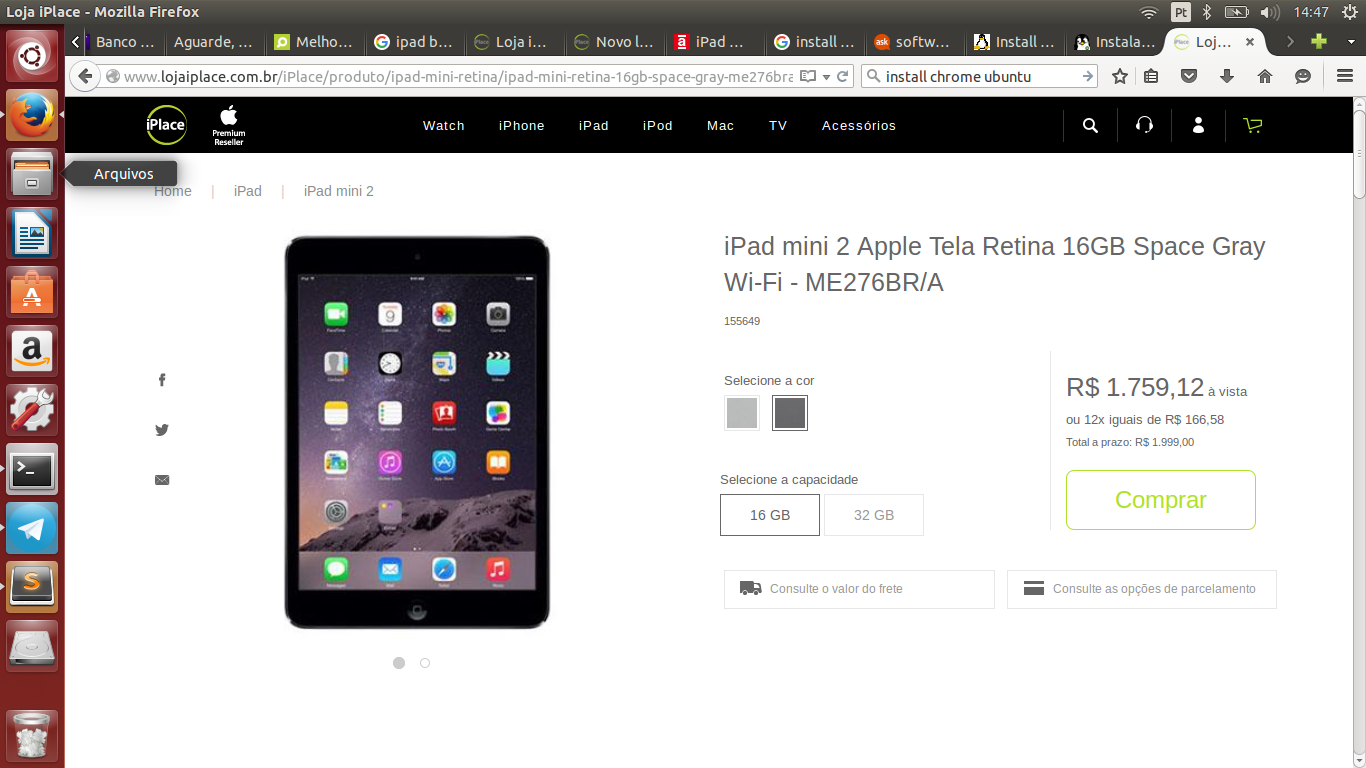 Loja iPlace - Mozilla Firefox
Pt
14:47
Banco ...
Aguarde, ...
Melho...
ipad b...
Loja i...
Novo l...
iPad ...
install ...
softw...
Install ...
Instala...
Loj...
www.lojaiplace.com.br/iPlace/produto/ipad-mini-retina/ipad-mini-retina-16gb-space-gray-me276bra
install chrome ubuntu
iPlace
Premium
Reseller
Watch
iPhone
iPad
iPod
Mac
TV
Acessórios
Arquivos
Home | iPad | iPad mini 2
iPad mini 2 Apple Tela Retina 16GB Space Gray
Wi-Fi - ME276BR/A
155649
Selecione a cor
R$ 1.759,12 à vista
ou 12x iguais de R$ 166,58
Total a prazo: R$ 1.999,00
Comprar
Selecione a capacidade
16 GB
32 GB
Consulte o valor do frete
Consulte as opções de parcelamento